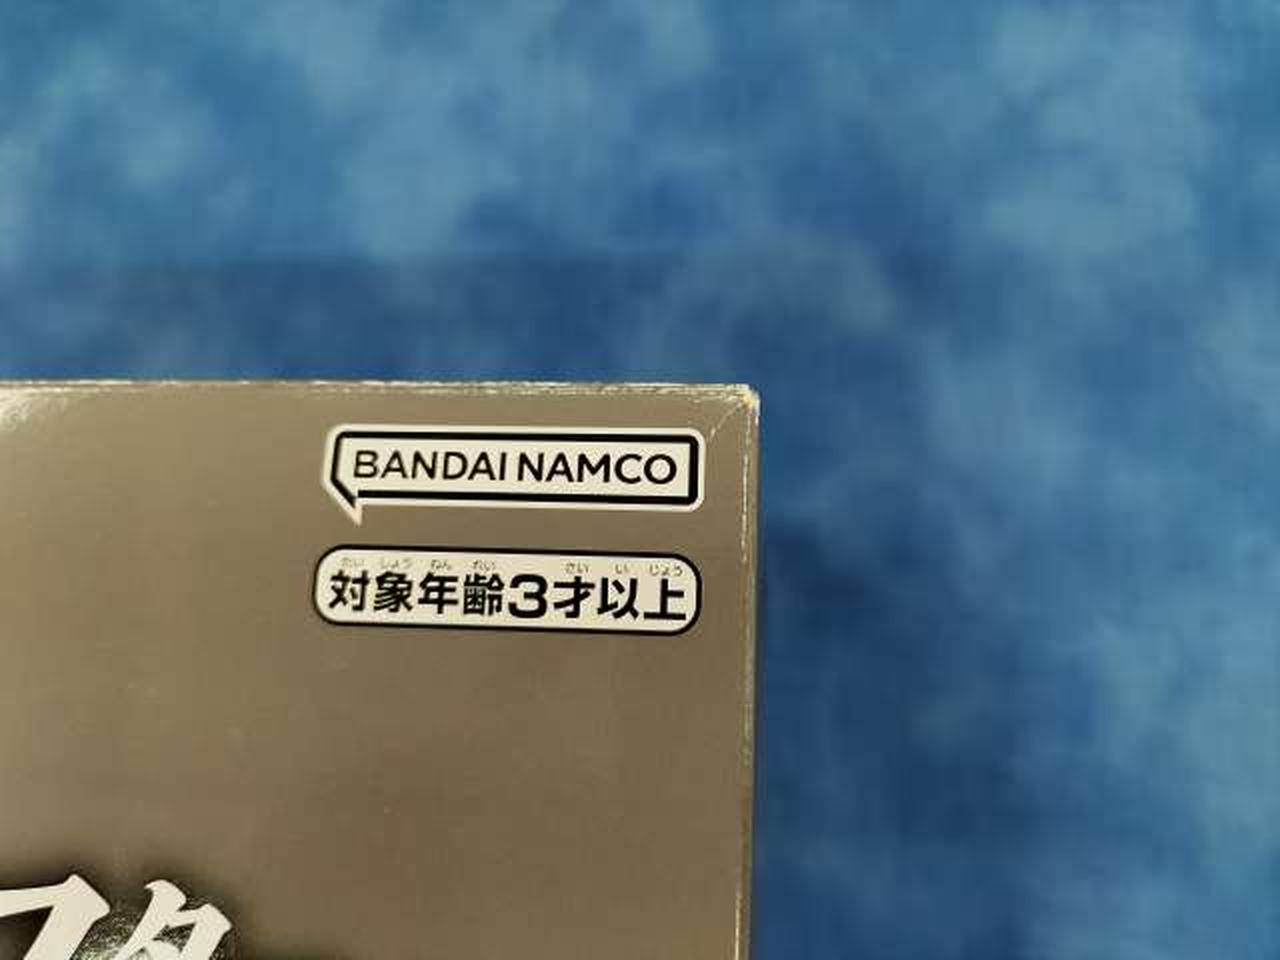 BANDAI NAMCO
たい しょう ねん れい さい い じょう
対象年齢3才以上